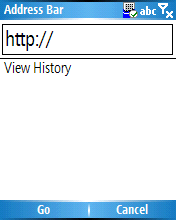 Address Bar abc
http://
View History
Go Cancel